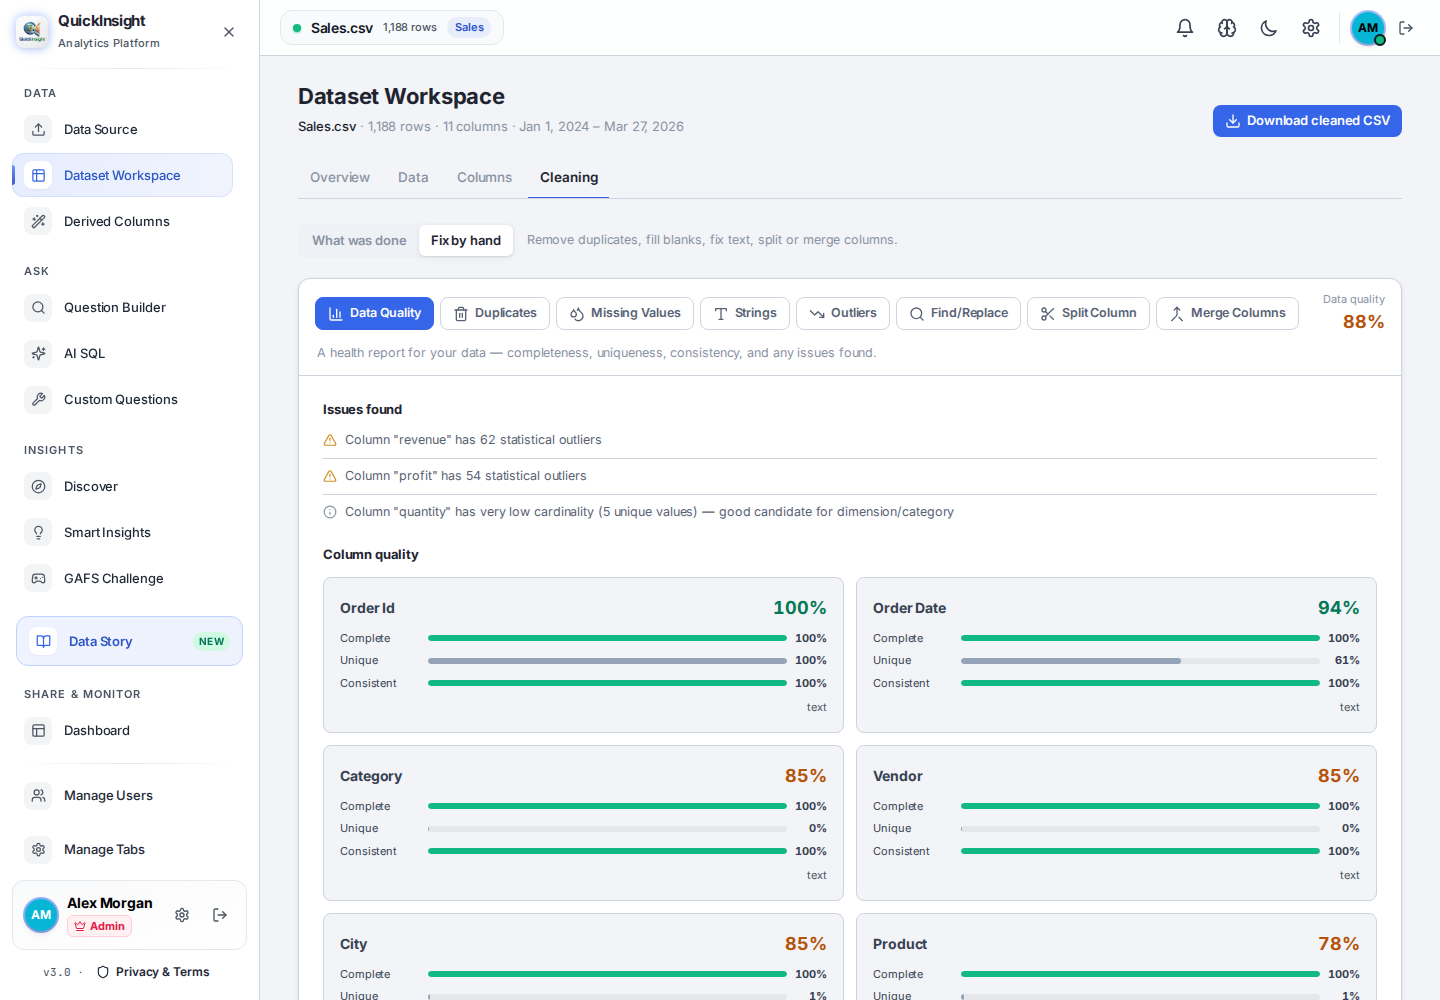 QuickInsight
Analytics Platform
DATA
Data Source
Dataset Workspace
Derived Columns
ASK
Question Builder
AI SQL
Custom Questions
INSIGHTS
Discover
Smart Insights
GAFS Challenge
Data Story NEW
SHARE & MONITOR
Dashboard
Manage Users
Manage Tabs
AM Alex Morgan
Admin
v3.0 · Privacy & Terms
Sales.csv 1,188 rows Sales
AM
Dataset Workspace
Sales.csv · 1,188 rows · 11 columns · Jan 1, 2024 – Mar 27, 2026
Download cleaned CSV
Overview Data Columns Cleaning
What was done Fix by hand Remove duplicates, fill blanks, fix text, split or merge columns.
Data Quality Duplicates Missing Values Strings Outliers Find/Replace Split Column Merge Columns
Data quality
88%
A health report for your data — completeness, uniqueness, consistency, and any issues found.
Issues found
Column "revenue" has 62 statistical outliers
Column "profit" has 54 statistical outliers
Column "quantity" has very low cardinality (5 unique values) — good candidate for dimension/category
Column quality
Order Id 100%
Complete 100%
Unique 100%
Consistent 100%
text
Order Date 94%
Complete 100%
Unique 61%
Consistent 100%
text
Category 85%
Complete 100%
Unique 0%
Consistent 100%
text
Vendor 85%
Complete 100%
Unique 0%
Consistent 100%
text
City 85%
Complete 100%
Unique 1%
Product 78%
Complete 100%
Unique 1%